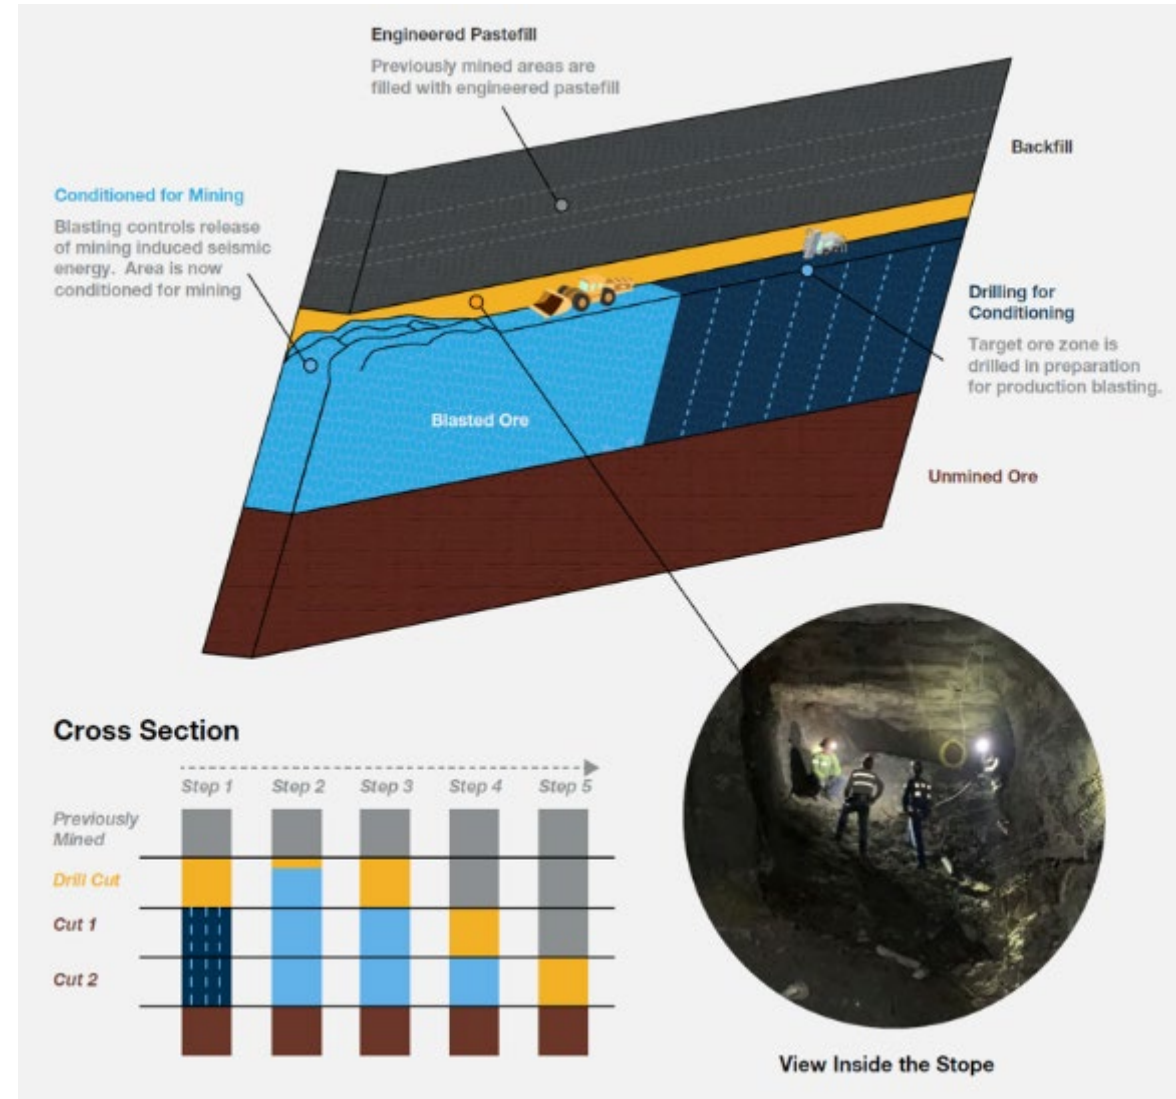 Engineered Pastefill
Previously mined areas are
filled with engineered pastefill
Backfill
Conditioned for Mining
Blasting controls release
of mining induced seismic
energy. Area is now
conditioned for mining
Drilling for
Conditioning
Target ore zone is
drilled in preparation
for production blasting.
Blasted Ore
Unmined Ore
Cross Section
Step 1 Step 2 Step 3 Step 4 Step 5
Previously
Mined
Drill Cut
Cut 1
Cut 2
View Inside the Stope